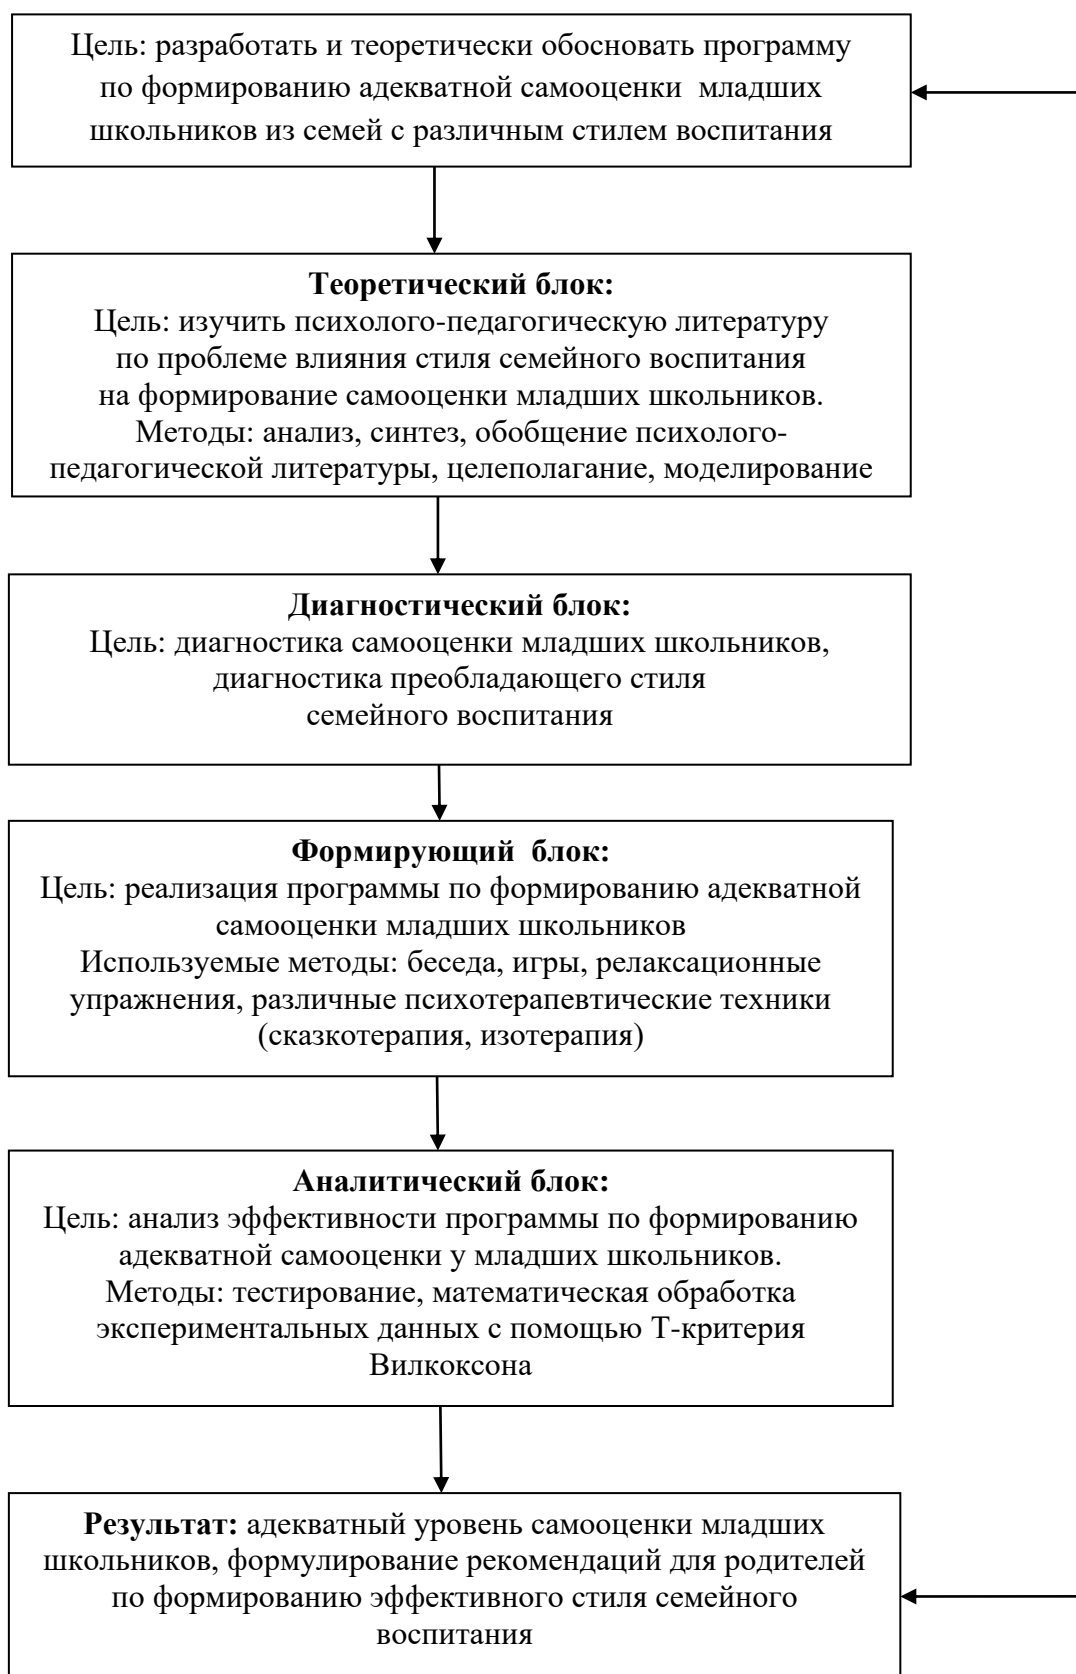 Цель: разработать и теоретически обосновать программу
по формированию адекватной самооценки  младших
школьников из семей с различным стилем воспитания
Теоретический блок:
Цель: изучить психолого-педагогическую литературу
по проблеме влияния стиля семейного воспитания
на формирование самооценки младших школьников.
Методы: анализ, синтез, обобщение психолого-
педагогической литературы, целеполагание, моделирование
Диагностический блок:
Цель: диагностика самооценки младших школьников,
диагностика преобладающего стиля
семейного воспитания
Формирующий  блок:
Цель: реализация программы по формированию адекватной
самооценки младших школьников
Используемые методы: беседа, игры, релаксационные
упражнения, различные психотерапевтические техники
(сказкотерапия, изотерапия)
Аналитический блок:
Цель: анализ эффективности программы по формированию
адекватной самооценки у младших школьников.
Методы: тестирование, математическая обработка
экспериментальных данных с помощью Т-критерия
Вилкоксона
Результат: адекватный уровень самооценки младших
школьников, формулирование рекомендаций для родителей
по формированию эффективного стиля семейного
воспитания